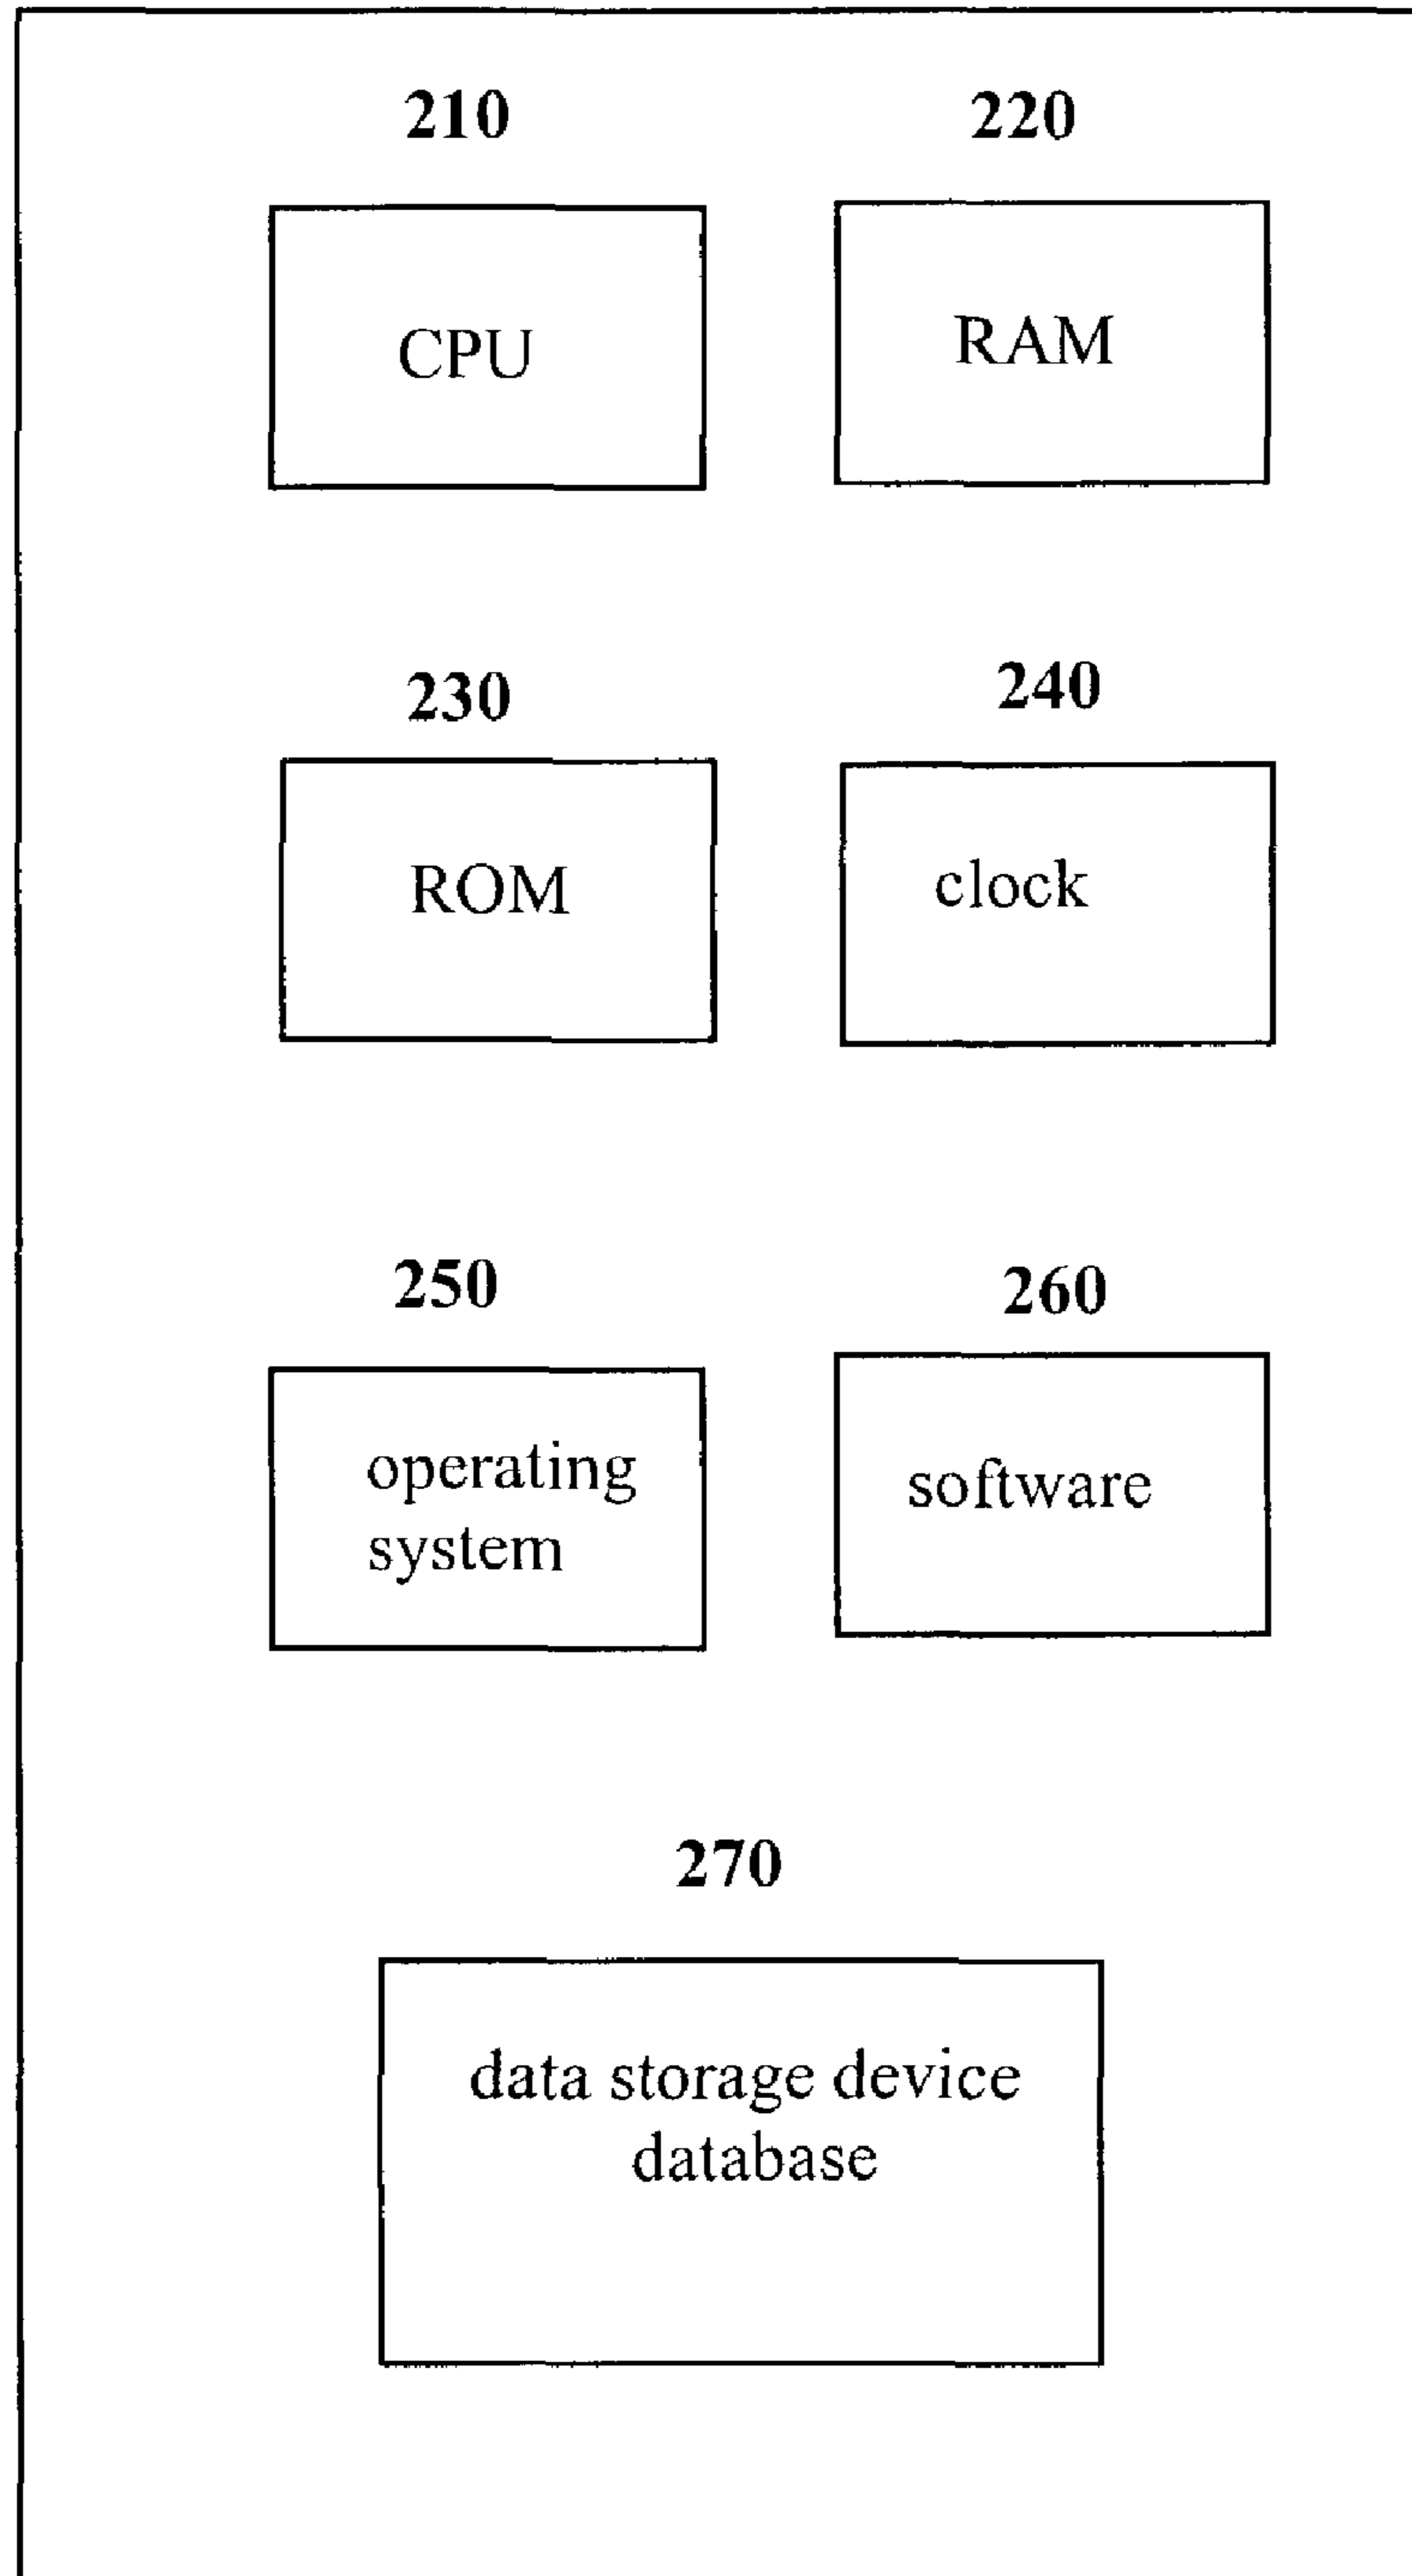 210
220
CPU
RAM
230
240
ROM
clock
250
260
operating
system
software
270
data storage device
database